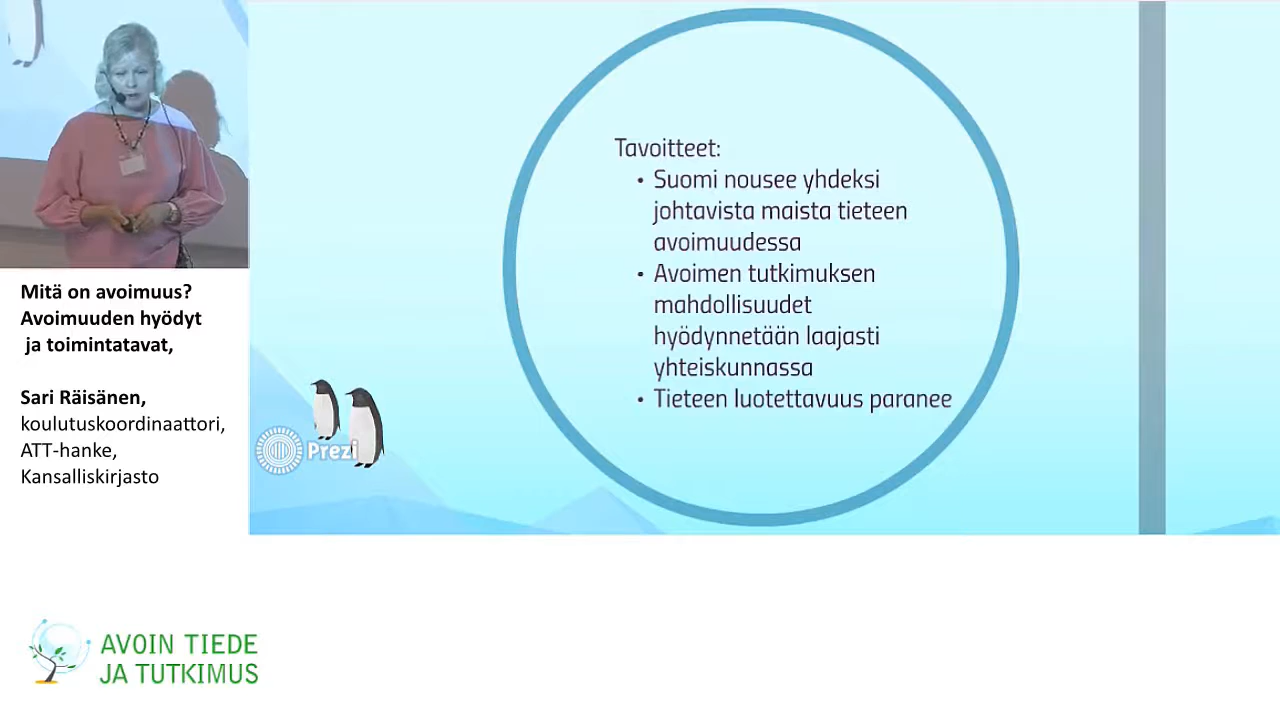 Mitä on avoimuus?
Avoimuuden hyödyt
ja toimintatavat,
Sari Räisänen,
koulutuskoordinaattori,
ATT-hanke,
Kansalliskirjasto
Tavoitteet:
• Suomi nousee yhdeksi
johtavista maista tieteen
avoimuudessa
• Avoimen tutkimuksen
mahdollisuudet
hyödynnetään laajasti
yhteiskunnassa
• Tieteen luotettavuus paranee
Prezi
AVOIN TIEDE
JA TUTKIMUS